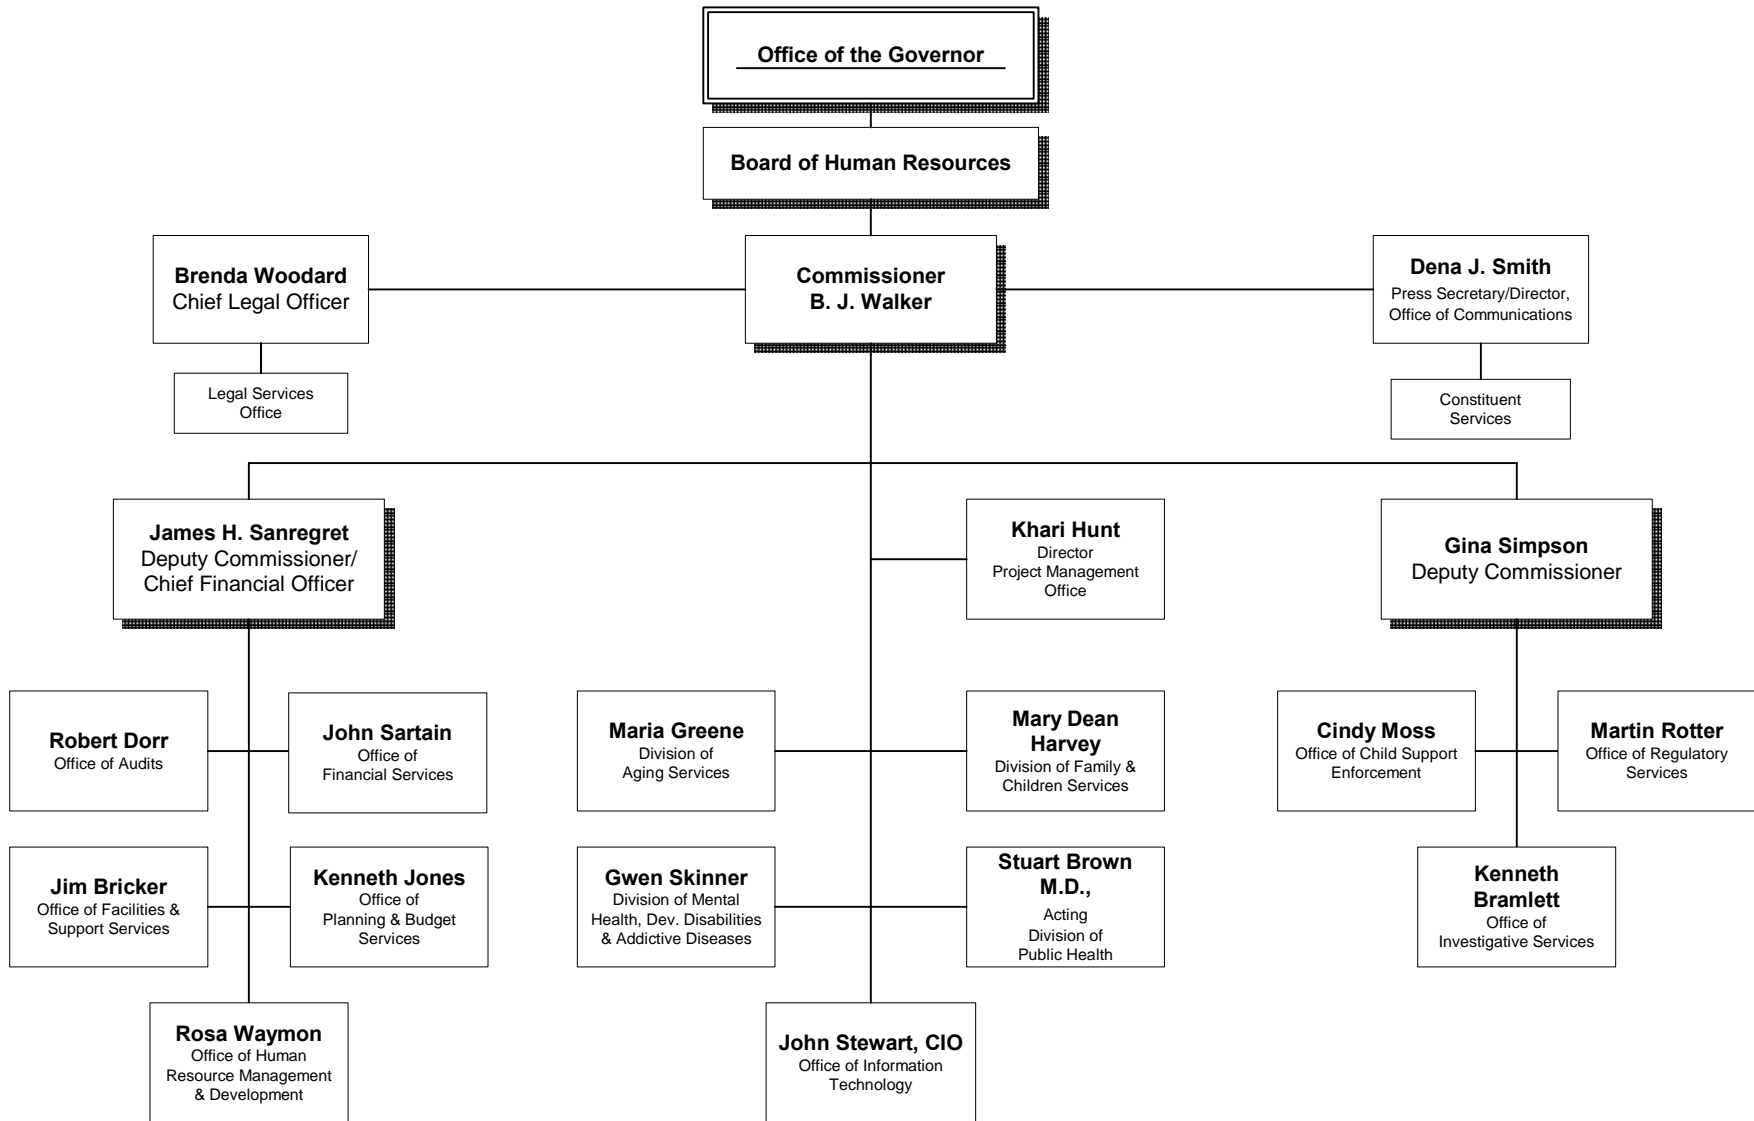 Office of the Governor
Board of Human Resources
Brenda Woodard
Chief Legal Officer
Commissioner
B. J. Walker
Dena J. Smith
Press Secretary/Director,
Office of Communications
Legal Services
Office
Constituent
Services
James H. Sanregret
Deputy Commissioner/
Chief Financial Officer
Khari Hunt
Director
Project Management
Office
Gina Simpson
Deputy Commissioner
Robert Dorr
Office of Audits
John Sartain
Office of
Financial Services
Maria Greene
Division of
Aging Services
Mary Dean
Harvey
Division of Family &
Children Services
Cindy Moss
Office of Child Support
Enforcement
Martin Rotter
Office of Regulatory
Services
Jim Bricker
Office of Facilities &
Support Services
Kenneth Jones
Office of
Planning & Budget
Services
Gwen Skinner
Division of Mental
Health, Dev. Disabilities
& Addictive Diseases
Stuart Brown
M.D.,
Acting
Division of
Public Health
Kenneth
Bramlett
Office of
Investigative Services
Rosa Waymon
Office of Human
Resource Management
& Development
John Stewart, CIO
Office of Information
Technology